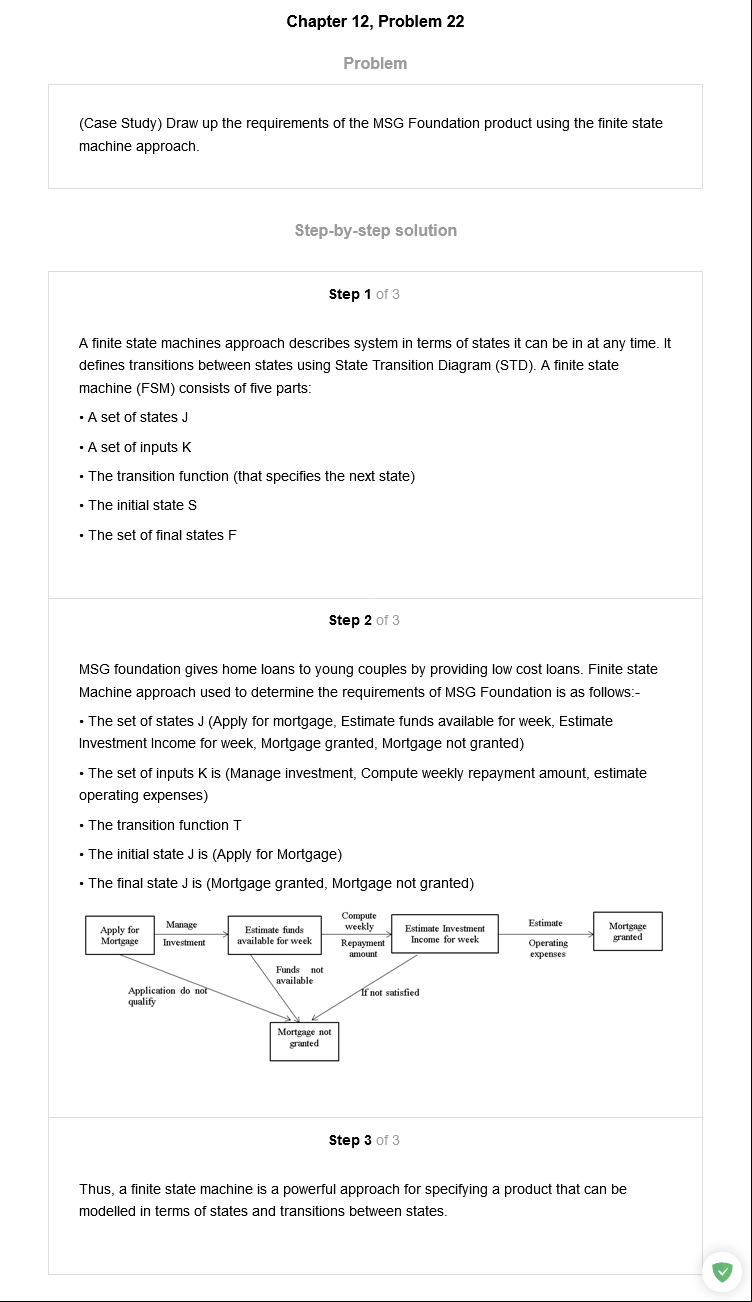 Chapter 12, Problem 22
Problem
(Case Study) Draw up the requirements of the MSG Foundation product using the finite state
machine approach.
Step-by-step solution
Step 1 of 3
A finite state machines approach describes system in terms of states it can be in at any time. It
defines transitions between states using State Transition Diagram (STD). A finite state
machine (FSM) consists of five parts:
• A set of states J
• A set of inputs K
• The transition function (that specifies the next state)
• The initial state S
• The set of final states F
Step 2 of 3
MSG foundation gives home loans to young couples by providing low cost loans. Finite state
Machine approach used to determine the requirements of MSG Foundation is as follows:-
• The set of states J (Apply for mortgage, Estimate funds available for week, Estimate
Investment Income for week, Mortgage granted, Mortgage not granted)
• The set of inputs K is (Manage investment, Compute weekly repayment amount, estimate
operating expenses)
• The transition function T
• The initial state J is (Apply for Mortgage)
• The final state J is (Mortgage granted, Mortgage not granted)
Apply for
Mortgage
Manage
Investment
Estimate funds
available for week
Compute
weekly
Repayment
amount
Estimate Investment
Income for week
Estimate
Operating
expenses
Mortgage
granted
Application do not
qualify
Funds not
available
If not satisfied
Mortgage not
granted
Step 3 of 3
Thus, a finite state machine is a powerful approach for specifying a product that can be
modelled in terms of states and transitions between states.